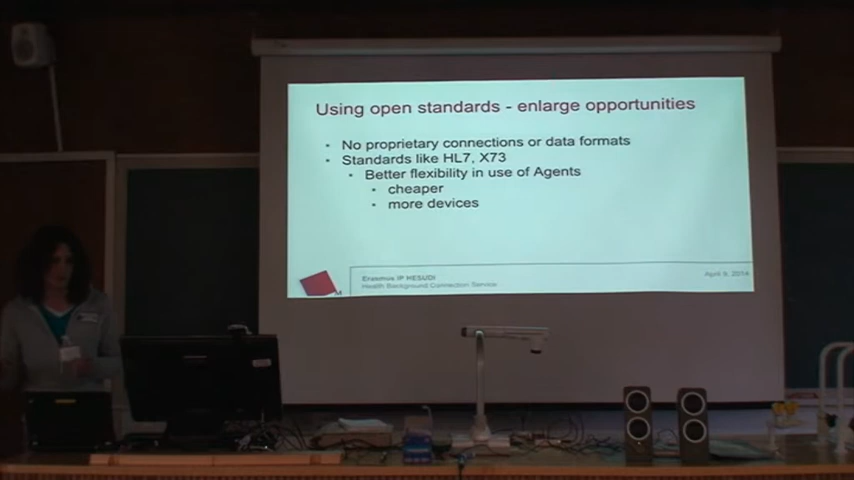 Using open standards - enlarge opportunities
• No proprietary connections or data formats
• Standards like HL7, X73
• Better flexibility in use of Agents
• cheaper
• more devices
Erasmus IP HESUDI
Health Background Connection Service
April 9, 2014